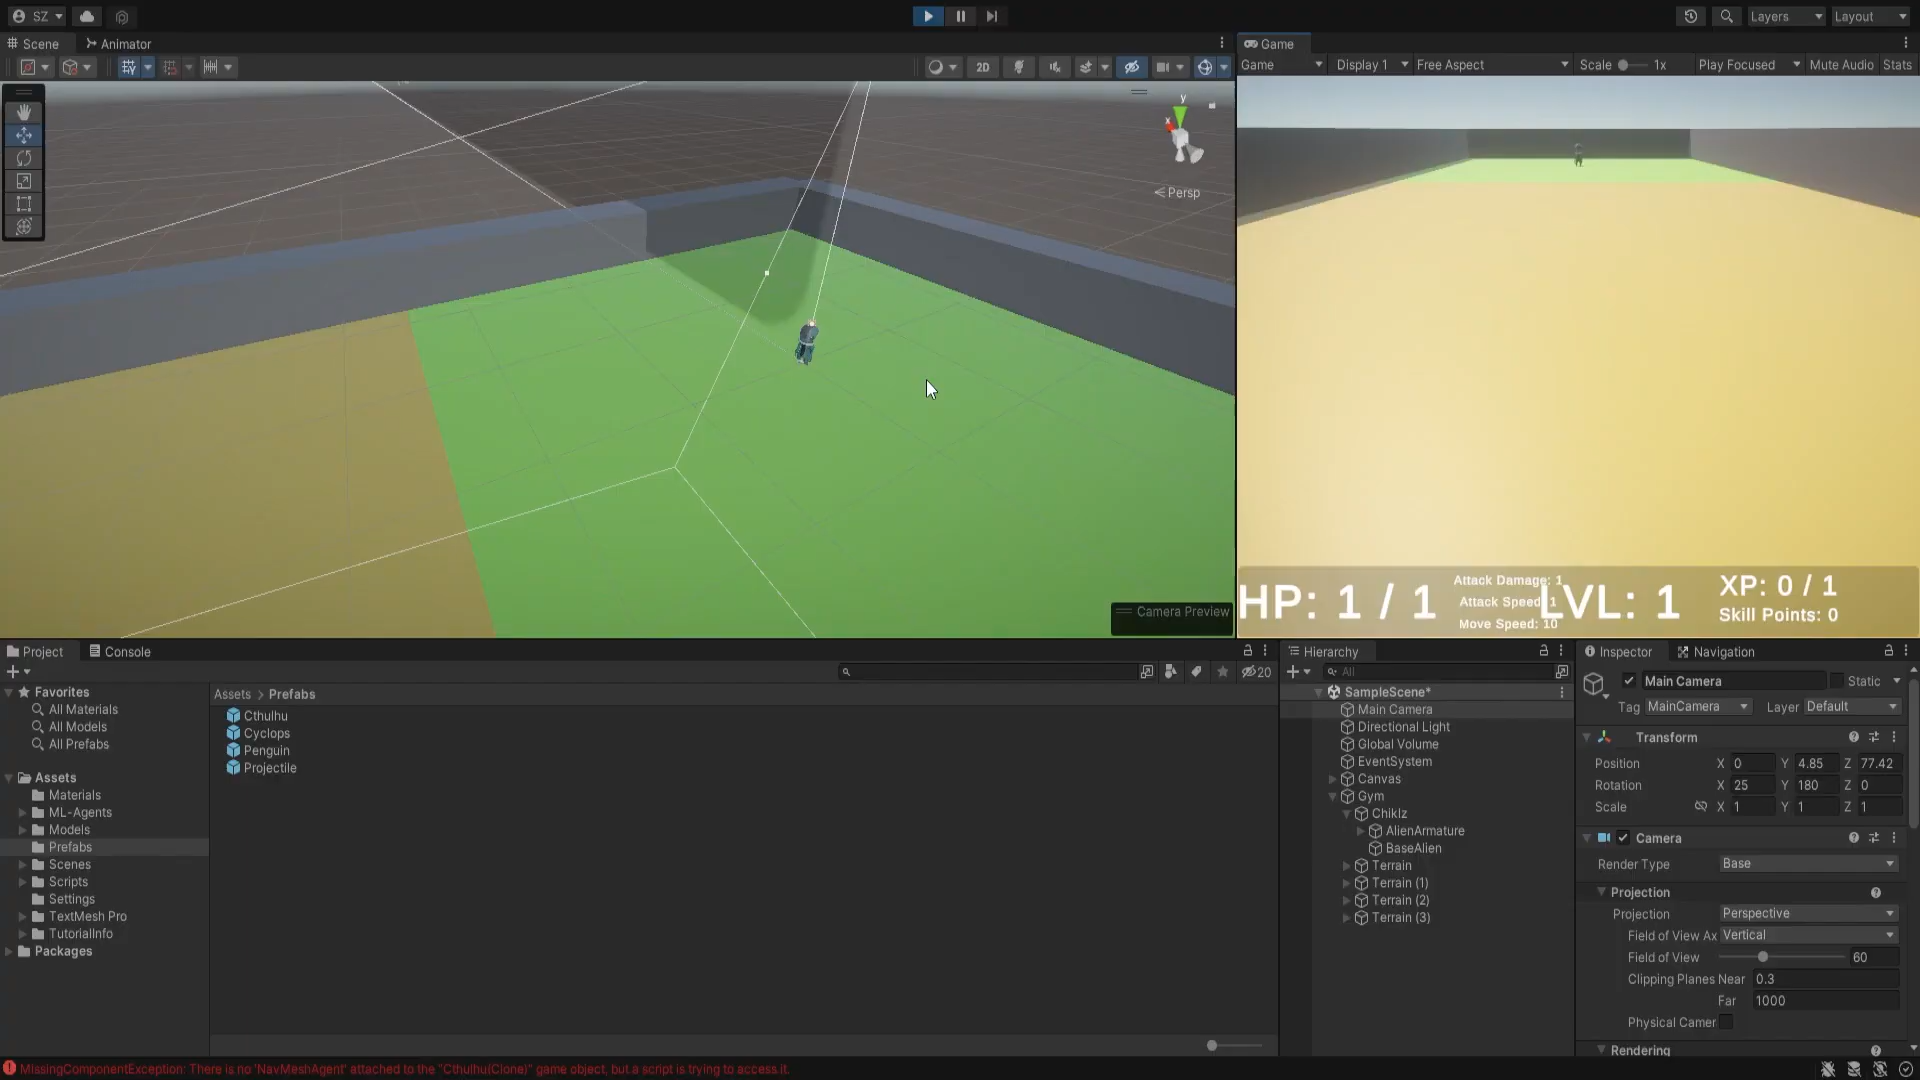 SZ
Layers
Layout
Scene
Animator
Game
2D
Game
Display 1
Free Aspect
Scale
1x
Play Focused
Mute Audio
Stats
y
x
Persp
Camera Preview
HP: 1 / 1
Attack Damage: 1
Attack Speed: 1
Move Speed: 10
LVL: 1
XP: 0 / 1
Skill Points: 0
Project
Console
20
Favorites
All Materials
All Models
All Prefabs
Assets
Materials
ML-Agents
Models
Prefabs
Scenes
Scripts
Settings
TextMesh Pro
TutorialInfo
Packages
Assets > Prefabs
Cthulhu
Cyclops
Penguin
Projectile
Hierarchy
All
SampleScene*
Main Camera
Directional Light
Global Volume
EventSystem
Canvas
Gym
Chiklz
AlienArmature
BaseAlien
Terrain
Terrain (1)
Terrain (2)
Terrain (3)
Inspector
Navigation
Main Camera
Static
Tag MainCamera
Layer Default
Transform
Position X 0 Y 4.85 Z 77.42
Rotation X 25 Y 180 Z 0
Scale X 1 Y 1 Z 1
Camera
Render Type Base
Projection
Projection Perspective
Field of View Ax Vertical
Field of View 60
Clipping Planes Near 0.3
Far 1000
Physical Camer
Rendering
MissingComponentException: There is no 'NavMeshAgent' attached to the "Cthulhu(Clone)" game object, but a script is trying to access it.